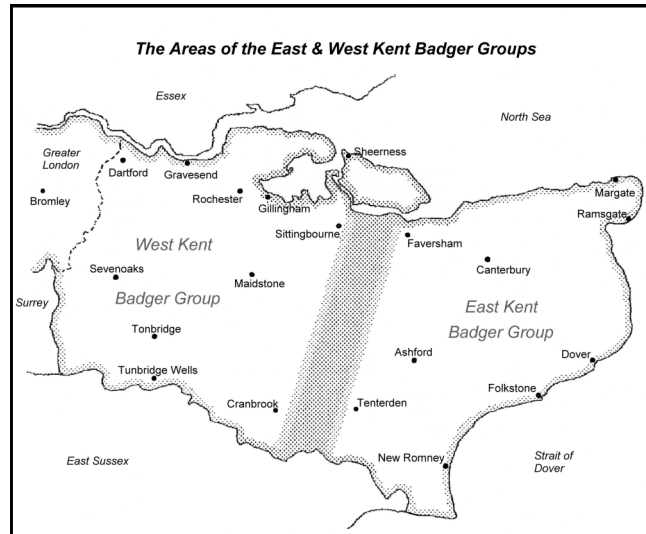 The Areas of the East & West Kent Badger Groups
Essex
North Sea
Greater
London
Dartford
Gravesend
Sheerness
Bromley
Rochester
Gillingham
Margate
Ramsgate
West Kent
Sittingbourne
Faversham
Sevenoaks
Maidstone
Canterbury
Surrey
Badger Group
East Kent
Badger Group
Tonbridge
Ashford
Dover
Tunbridge Wells
Folkstone
Cranbrook
Tenterden
East Sussex
New Romney
Strait of
Dover